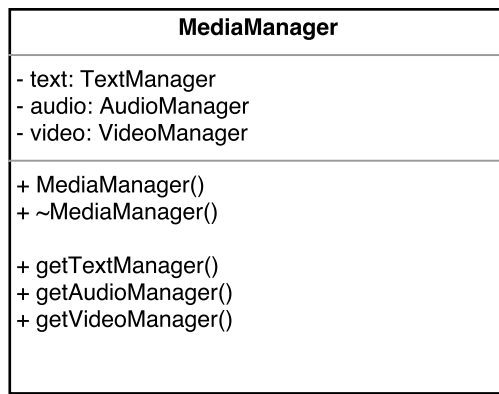 MediaManager
- text: TextManager
- audio: AudioManager
- video: VideoManager
+ MediaManager()
+ ~MediaManager()
+ getTextManager()
+ getAudioManager()
+ getVideoManager()